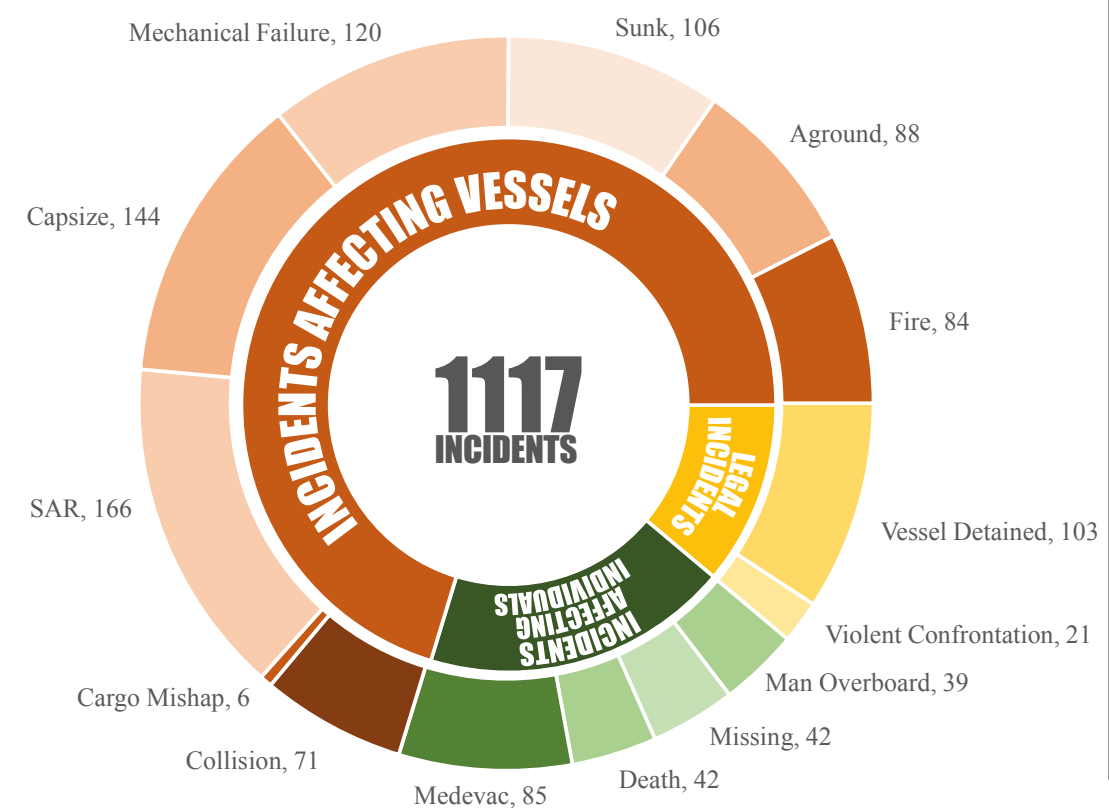 Mechanical Failure, 120
Sunk, 106
Aground, 88
Capsize, 144
Fire, 84
SAR, 166
Vessel Detained, 103
Violent Confrontation, 21
Man Overboard, 39
Missing, 42
Death, 42
Medevac, 85
Collision, 71
Cargo Mishap, 6
INCIDENTS AFFECTING VESSELS
1117
INCIDENTS
LEGAL
INCIDENTS
INCIDENTS
AFFECTING
INDIVIDUALS